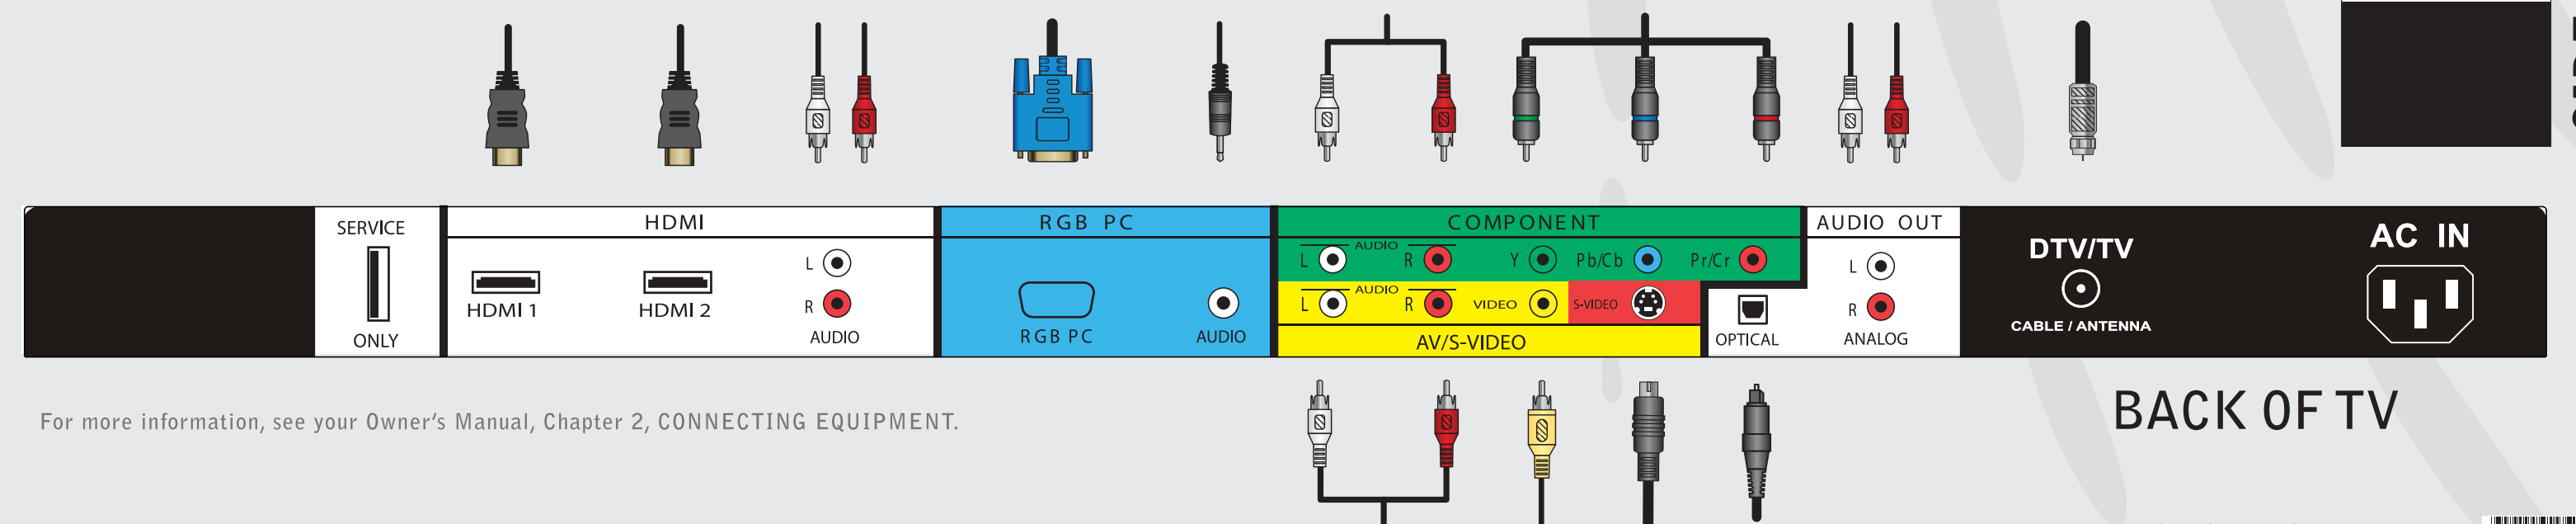 SERVICE
ONLY
HDMI
HDMI 1
HDMI 2
L
R
AUDIO
RGB PC
RGB PC
AUDIO
COMPONENT
L AUDIO R Y Pb/Cb Pr/Cr
L AUDIO R VIDEO S-VIDEO
AV/S-VIDEO
OPTICAL
AUDIO OUT
L
R
ANALOG
DTV/TV
CABLE / ANTENNA
AC IN
For more information, see your Owner's Manual, Chapter 2, CONNECTING EQUIPMENT.
BACK OF TV